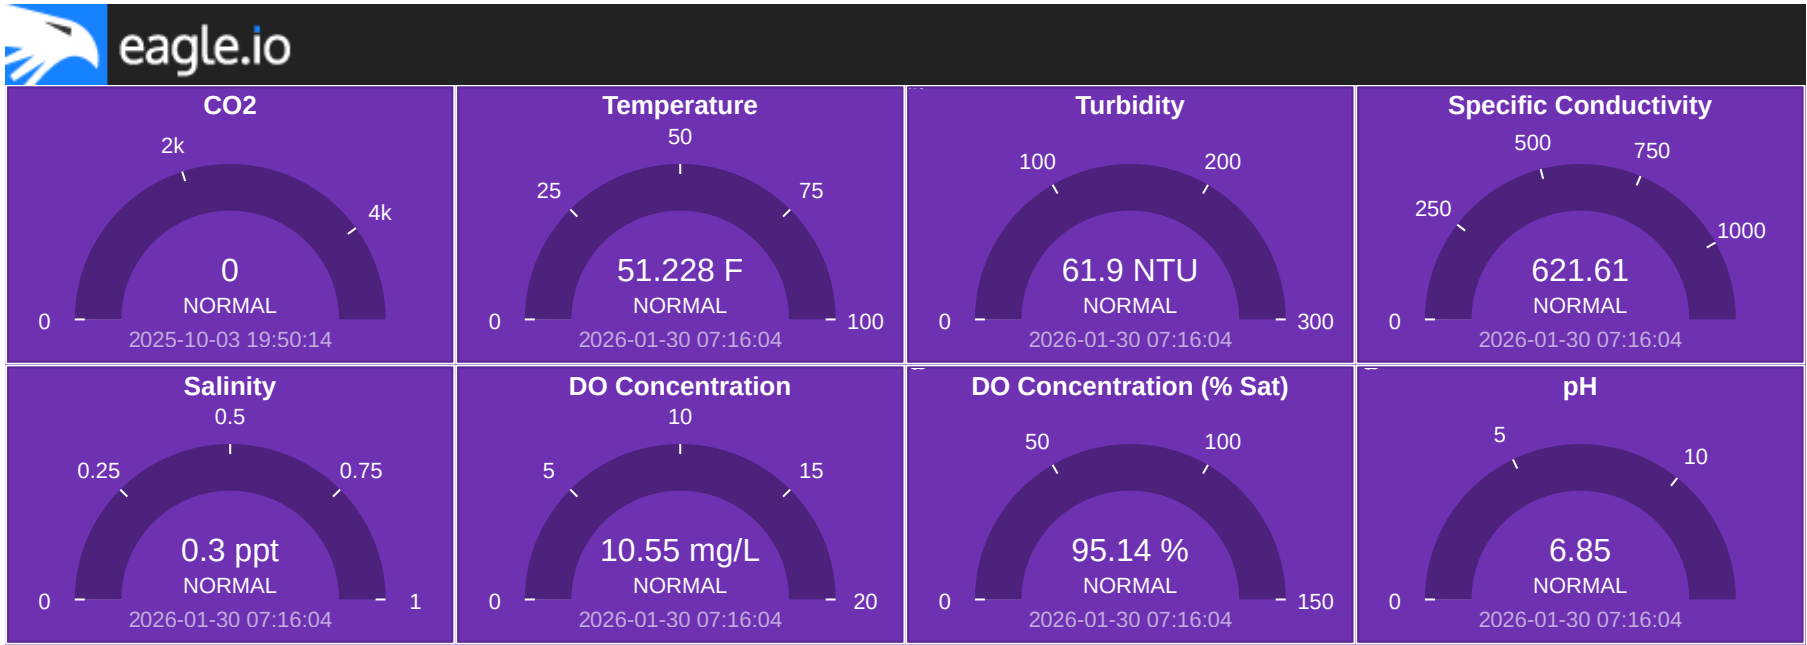 eagle.io
CO2
2k
4k
0
0
NORMAL
2025-10-03 19:50:14
Temperature
50
25
75
51.228 F
NORMAL
0
100
2026-01-30 07:16:04
Turbidity
100
200
61.9 NTU
NORMAL
0
300
2026-01-30 07:16:04
Specific Conductivity
500
750
250
1000
621.61
NORMAL
0
2026-01-30 07:16:04
Salinity
0.5
0.25
0.75
0.3 ppt
NORMAL
0
1
2026-01-30 07:16:04
DO Concentration
10
5
15
10.55 mg/L
NORMAL
0
20
2026-01-30 07:16:04
DO Concentration (% Sat)
50
100
95.14 %
NORMAL
0
150
2026-01-30 07:16:04
pH
5
10
6.85
NORMAL
0
2026-01-30 07:16:04